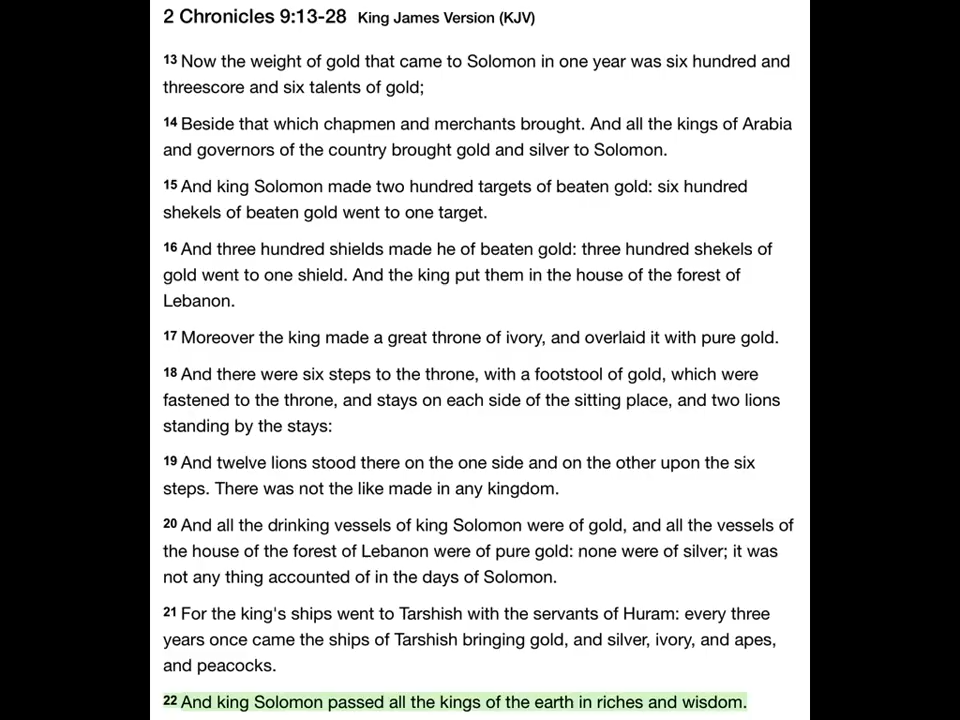 2 Chronicles 9:13-28 King James Version (KJV)
13 Now the weight of gold that came to Solomon in one year was six hundred and
threescore and six talents of gold;
14 Beside that which chapmen and merchants brought. And all the kings of Arabia
and governors of the country brought gold and silver to Solomon.
15 And king Solomon made two hundred targets of beaten gold: six hundred
shekels of beaten gold went to one target.
16 And three hundred shields made he of beaten gold: three hundred shekels of
gold went to one shield. And the king put them in the house of the forest of
Lebanon.
17 Moreover the king made a great throne of ivory, and overlaid it with pure gold.
18 And there were six steps to the throne, with a footstool of gold, which were
fastened to the throne, and stays on each side of the sitting place, and two lions
standing by the stays:
19 And twelve lions stood there on the one side and on the other upon the six
steps. There was not the like made in any kingdom.
20 And all the drinking vessels of king Solomon were of gold, and all the vessels of
the house of the forest of Lebanon were of pure gold: none were of silver; it was
not any thing accounted of in the days of Solomon.
21 For the king's ships went to Tarshish with the servants of Huram: every three
years once came the ships of Tarshish bringing gold, and silver, ivory, and apes,
and peacocks.
22 And king Solomon passed all the kings of the earth in riches and wisdom.